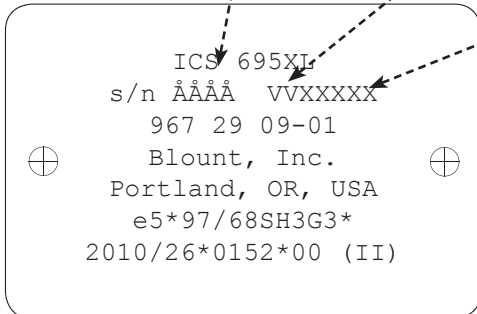 ICS 695XL
s/n ÅÅÅÅ VVXXXXX
967 29 09-01
Blount, Inc.
Portland, OR, USA
e5*97/68SH3G3*
2010/26*0152*00 (II)